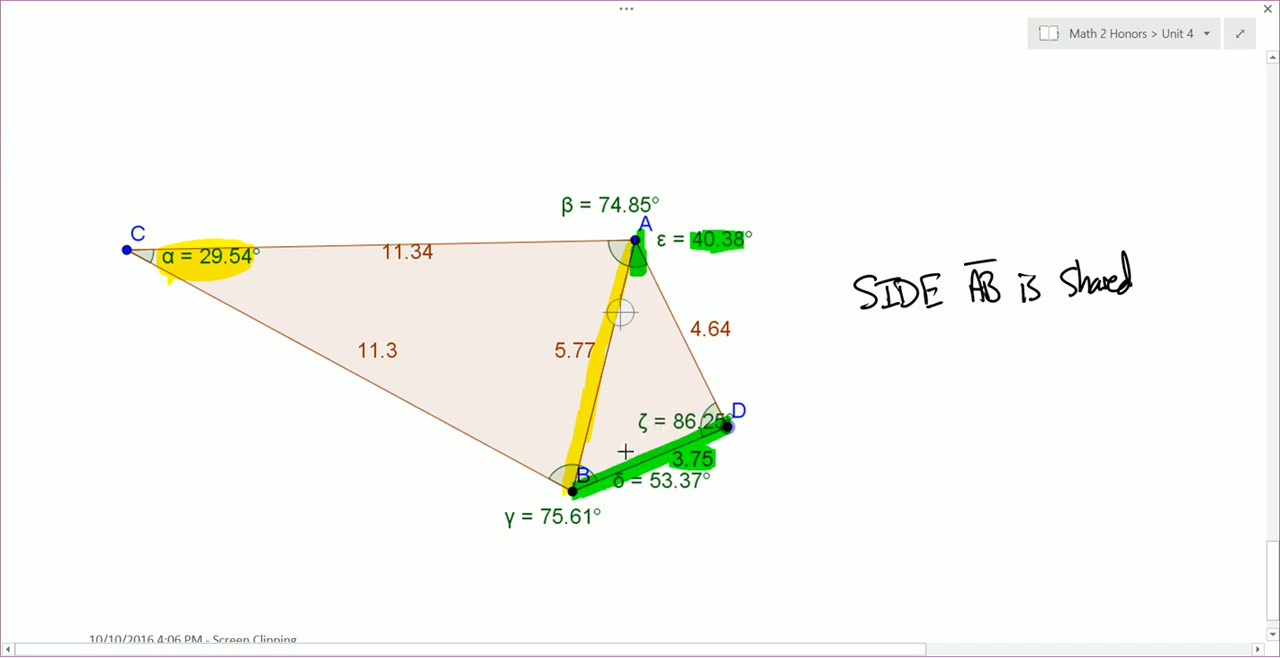 Math 2 Honors > Unit 4
β = 74.85°
C
A
ε = 40.38°
α = 29.54°
11.34
SIDE A̅B̅ is shared
4.64
11.3
5.77
D
ζ = 86.25°
3.75
B
δ = 53.37°
γ = 75.61°
10/10/2016 4:06 PM - Screen Clipping